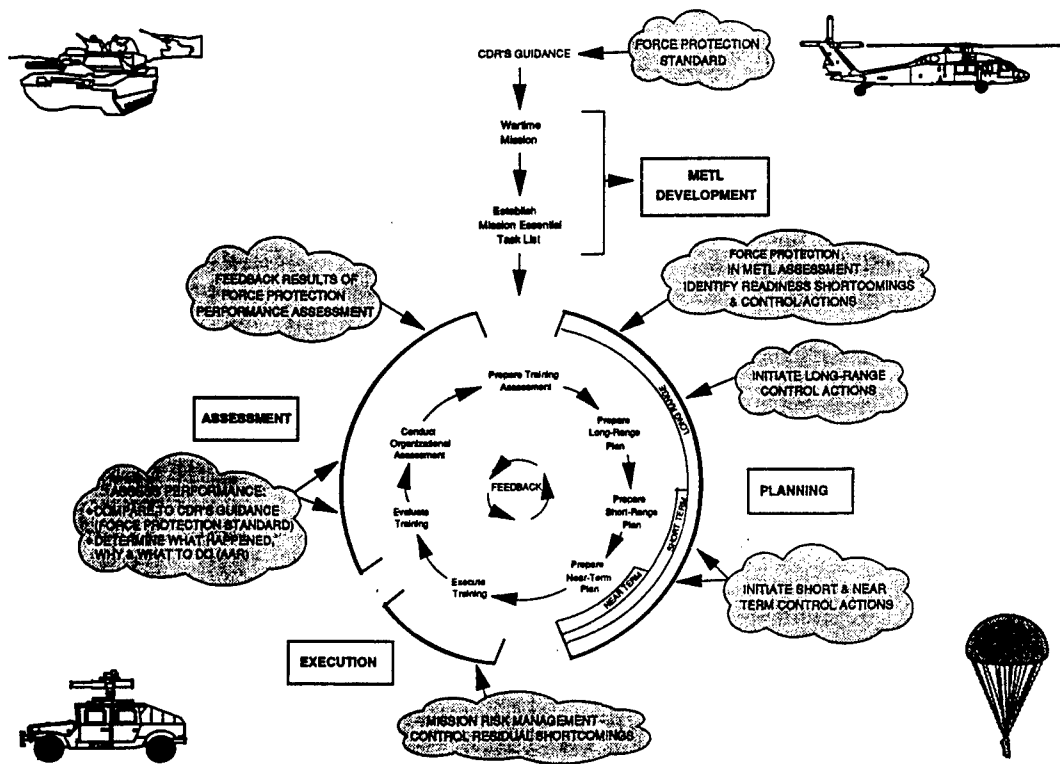 FORCE PROTECTION
STANDARD
CDR'S GUIDANCE
Wartime
Mission
METL
DEVELOPMENT
Establish
Mission Essential
Task List
FEEDBACK RESULTS OF
FORCE PROTECTION
PERFORMANCE ASSESSMENT
FORCE PROTECTION
IN METL ASSESSMENT -
IDENTIFY READINESS SHORTCOMINGS
& CONTROL ACTIONS
Prepare Training
Assessment
LONG RANGE
INITIATE LONG-RANGE
CONTROL ACTIONS
ASSESSMENT
Conduct
Organizational
Assessment
Prepare
Long-Range
Plan
FEEDBACK
PLANNING
ASSESS PERFORMANCE:
• COMPARE TO CDR'S GUIDANCE
(FORCE PROTECTION STANDARD)
• DETERMINE WHAT HAPPENED,
WHY & WHAT TO DO (AAR)
Evaluate
Training
Prepare
Short-Range
Plan
SHORT TERM
Execute
Training
Prepare
Near-Term
Plan
NEAR TERM
INITIATE SHORT & NEAR
TERM CONTROL ACTIONS
EXECUTION
MISSION RISK MANAGEMENT -
CONTROL RESIDUAL SHORTCOMINGS